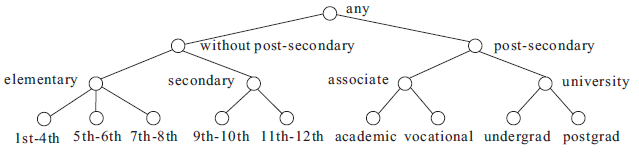 any
without post-secondary post-secondary
elementary secondary associate university
1st-4th 5th-6th 7th-8th 9th-10th 11th-12th academic vocational undergrad postgrad